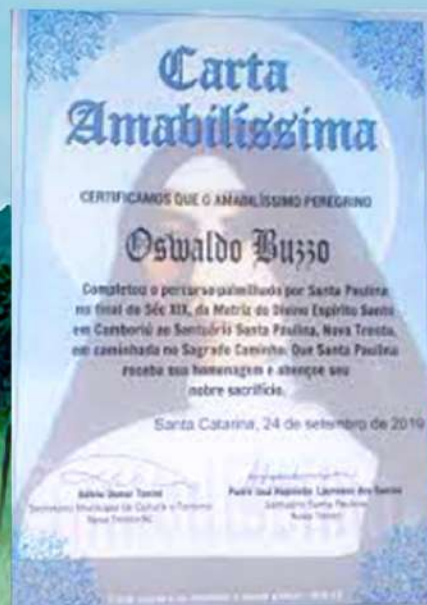 Carta
Amabilíssima
CERTIFICAMOS QUE O AMABILÍSSIMO PEREGRINO
Oswaldo Buzzo
Completou o percurso palmilhado por Santa Paulina
no final do Séc XIX, da Matriz do Divino Espírito Santo
em Camboriú ao Santuário Santa Paulina, Nova Trento,
em caminhada no Sagrado Caminho. Que Santa Paulina
receba sua homenagem e abençoe seu
nobre sacrifício.
Santa Catarina, 24 de setembro de 2019
Secretário Municipal de Cultura e Turismo
Nova Trento/SC
Santuário Santa Paulina
Nova Trento